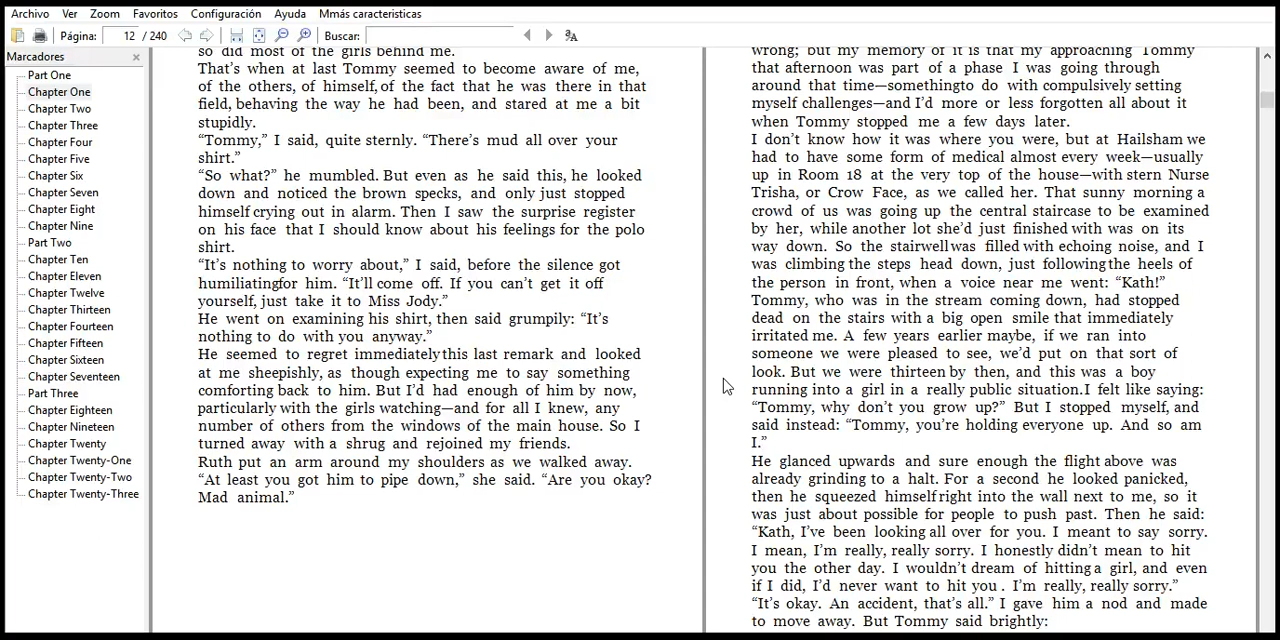 Archivo Ver Zoom Favoritos Configuración Ayuda Mmás caracteristicas
Página: 12 / 240 Buscar:
Marcadores
Part One
Chapter One
Chapter Two
Chapter Three
Chapter Four
Chapter Five
Chapter Six
Chapter Seven
Chapter Eight
Chapter Nine
Part Two
Chapter Ten
Chapter Eleven
Chapter Twelve
Chapter Thirteen
Chapter Fourteen
Chapter Fifteen
Chapter Sixteen
Chapter Seventeen
Part Three
Chapter Eighteen
Chapter Nineteen
Chapter Twenty
Chapter Twenty-One
Chapter Twenty-Two
Chapter Twenty-Three
so did most of the girls behind me.
That’s when at last Tommy seemed to become aware of me,
of the others, of himself, of the fact that he was there in that
field, behaving the way he had been, and stared at me a bit
stupidly.
“Tommy,” I said, quite sternly. “There’s mud all over your
shirt.”
“So what?” he mumbled. But even as he said this, he looked
down and noticed the brown specks, and only just stopped
himself crying out in alarm. Then I saw the surprise register
on his face that I should know about his feelings for the polo
shirt.
“It’s nothing to worry about,” I said, before the silence got
humiliatingfor him. “It’ll come off. If you can’t get it off
yourself, just take it to Miss Jody.”
He went on examining his shirt, then said grumpily: “It’s
nothing to do with you anyway.”
He seemed to regret immediately this last remark and looked
at me sheepishly, as though expecting me to say something
comforting back to him. But I’d had enough of him by now,
particularly with the girls watching—and for all I knew, any
number of others from the windows of the main house. So I
turned away with a shrug and rejoined my friends.
Ruth put an arm around my shoulders as we walked away.
“At least you got him to pipe down,” she said. “Are you okay?
Mad animal.”
wrong; but my memory of it is that my approaching Tommy
that afternoon was part of a phase I was going through
around that time—somethingto do with compulsively setting
myself challenges—and I’d more or less forgotten all about it
when Tommy stopped me a few days later.
I don’t know how it was where you were, but at Hailsham we
had to have some form of medical almost every week—usually
up in Room 18 at the very top of the house—with stern Nurse
Trisha, or Crow Face, as we called her. That sunny morning a
crowd of us was going up the central staircase to be examined
by her, while another lot she’d just finished with was on its
way down. So the stairwell was filled with echoing noise, and I
was climbing the steps head down, just following the heels of
the person in front, when a voice near me went: “Kath!”
Tommy, who was in the stream coming down, had stopped
dead on the stairs with a big open smile that immediately
irritated me. A few years earlier maybe, if we ran into
someone we were pleased to see, we’d put on that sort of
look. But we were thirteen by then, and this was a boy
running into a girl in a really public situation. I felt like saying:
“Tommy, why don’t you grow up?” But I stopped myself, and
said instead: “Tommy, you’re holding everyone up. And so am
I.”
He glanced upwards and sure enough the flight above was
already grinding to a halt. For a second he looked panicked,
then he squeezed himself right into the wall next to me, so it
was just about possible for people to push past. Then he said:
“Kath, I’ve been looking all over for you. I meant to say sorry.
I mean, I’m really, really sorry. I honestly didn’t mean to hit
you the other day. I wouldn’t dream of hitting a girl, and even
if I did, I’d never want to hit you . I’m really, really sorry.”
“It’s okay. An accident, that’s all.” I gave him a nod and made
to move away. But Tommy said brightly: